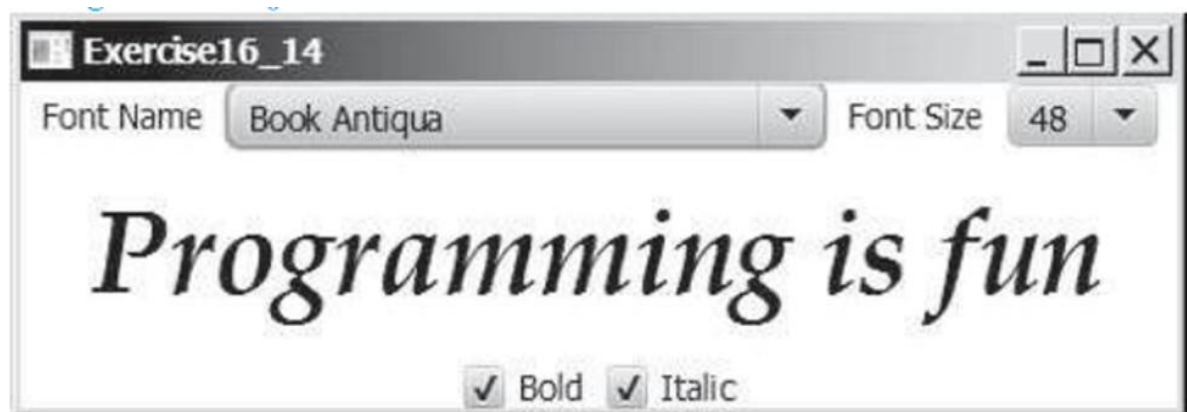 Exercise16_14
Font Name Book Antiqua Font Size 48
Programming is fun
Bold Italic